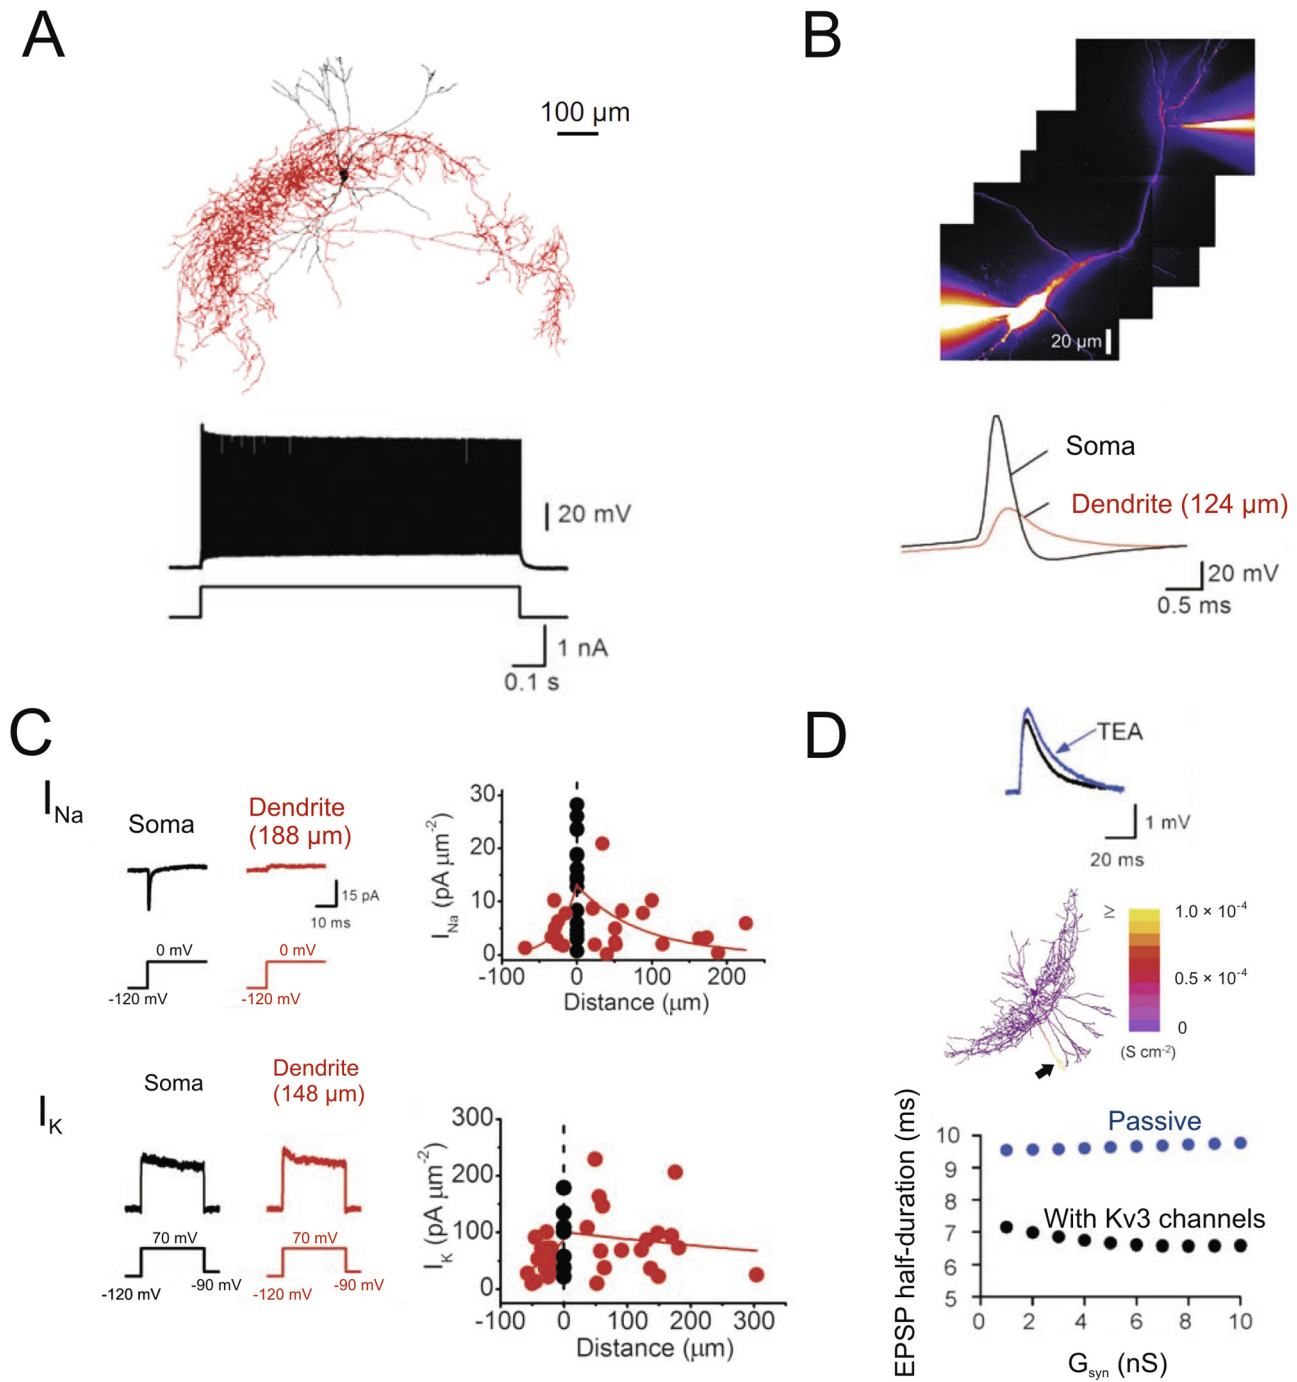 A
100 µm
20 mV
1 nA
0.1 s
B
20 µm
Soma
Dendrite (124 µm)
20 mV
0.5 ms
C
I Na
Soma
Dendrite
(188 µm)
15 pA
10 ms
0 mV
-120 mV
0 mV
-120 mV
I Na (pA µm-2)
30
20
10
0
-100
0
100
200
Distance (µm)
I K
Soma
Dendrite
(148 µm)
70 mV
-90 mV
-120 mV
70 mV
-90 mV
-120 mV
I K (pA µm-2)
300
200
100
0
-100
0
100
200
300
Distance (µm)
D
TEA
1 mV
20 ms
≥
1.0 × 10-4
0.5 × 10-4
0
(S cm-2)
EPSP half-duration (ms)
Passive
With Kv3 channels
10
9
8
7
6
5
0
2
4
6
8
10
Gsyn (nS)